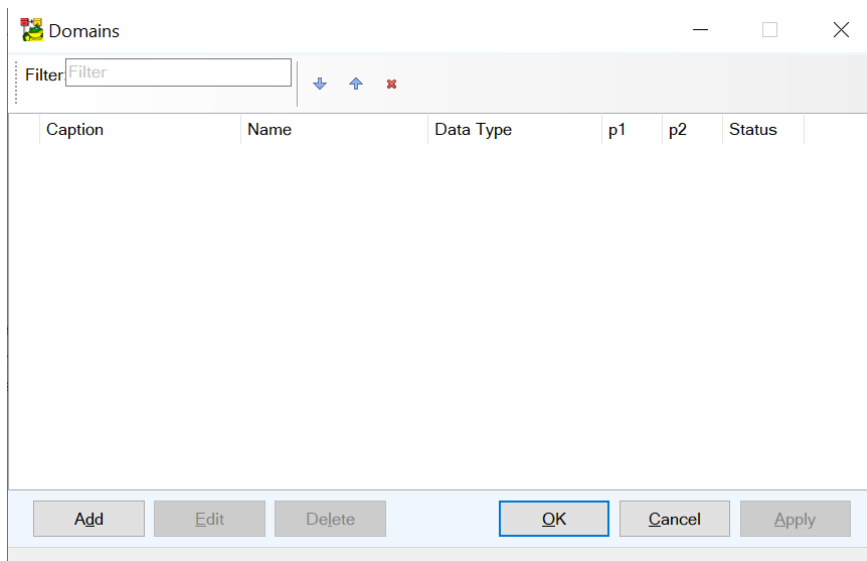 Domains
Filter: Filter
Caption Name Data Type p1 p2 Status
Add Edit Delete OK Cancel Apply